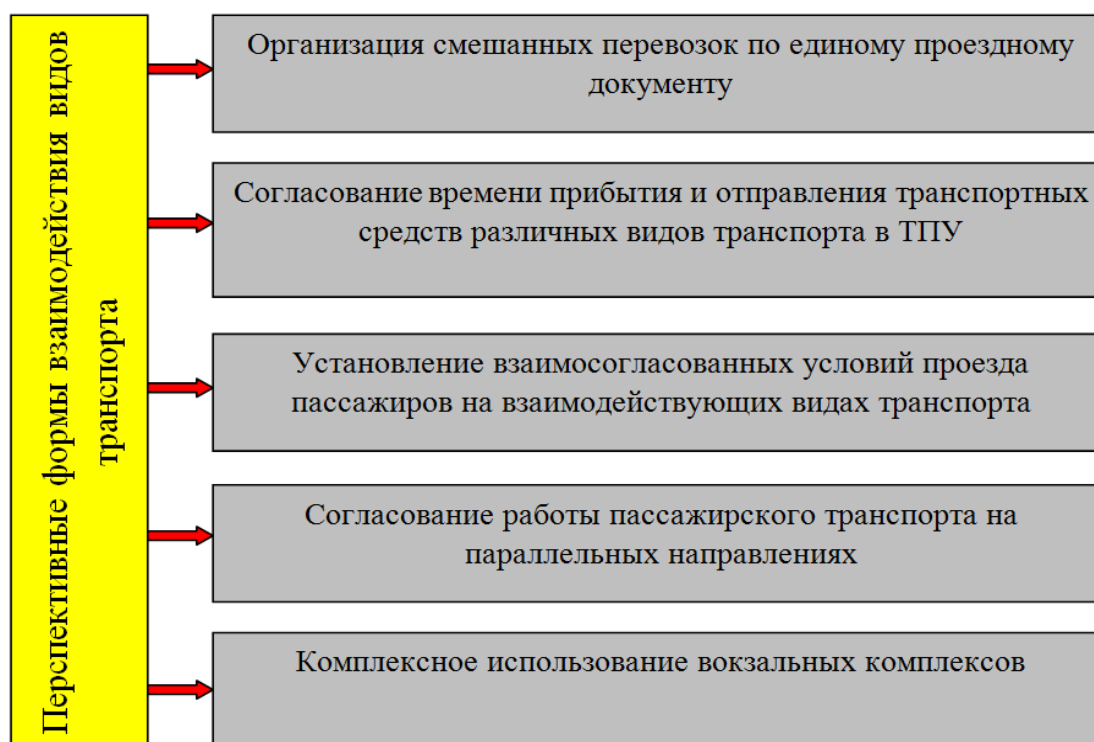 Перспективные формы взаимодействия видов
транспорта
Организация смешанных перевозок по единому проездному
документу
Согласование времени прибытия и отправления транспортных
средств различных видов транспорта в ТПУ
Установление взаимосогласованных условий проезда
пассажиров на взаимодействующих видах транспорта
Согласование работы пассажирского транспорта на
параллельных направлениях
Комплексное использование вокзальных комплексов